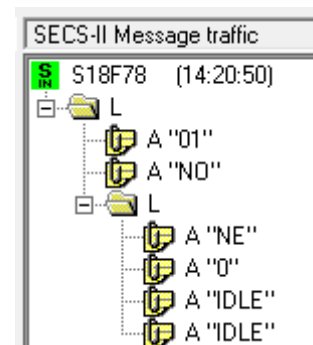 SECS-II Message traffic
S IN S18F78 (14:20:50)
L
A "01"
A "NO"
L
A "NE"
A "0"
A "IDLE"
A "IDLE"